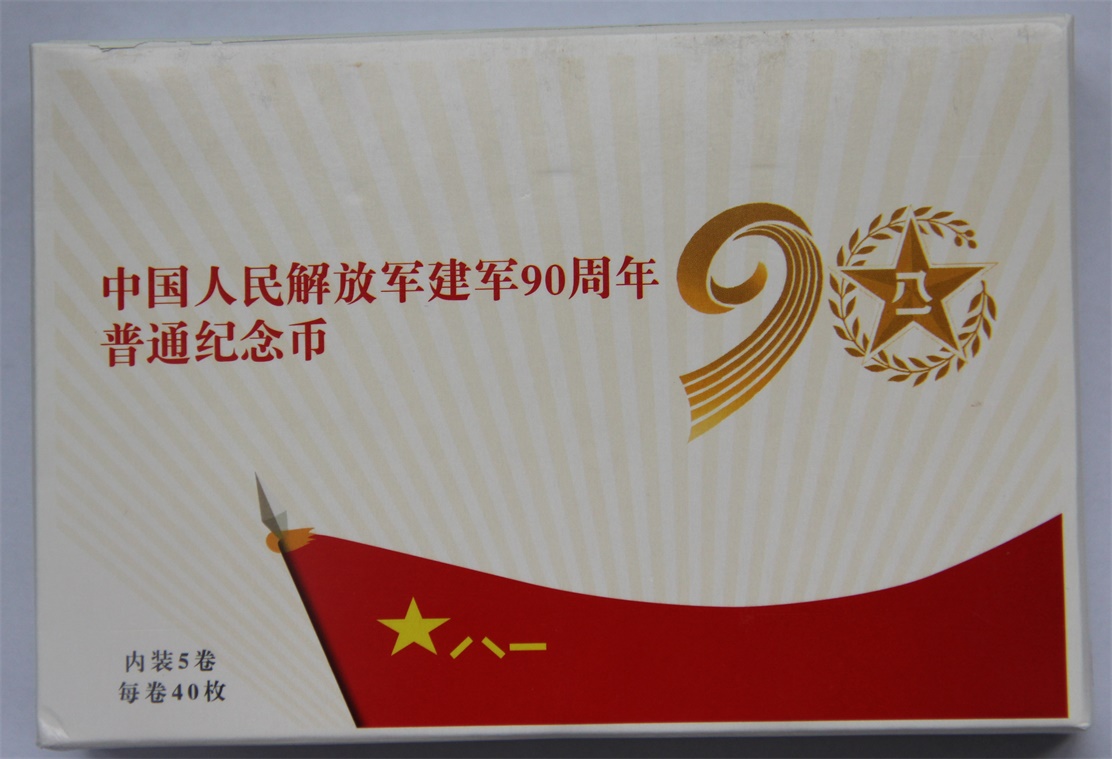 中国人民解放军建军90周年
普通纪念币
90
八一
八一
内装5卷
每卷40枚